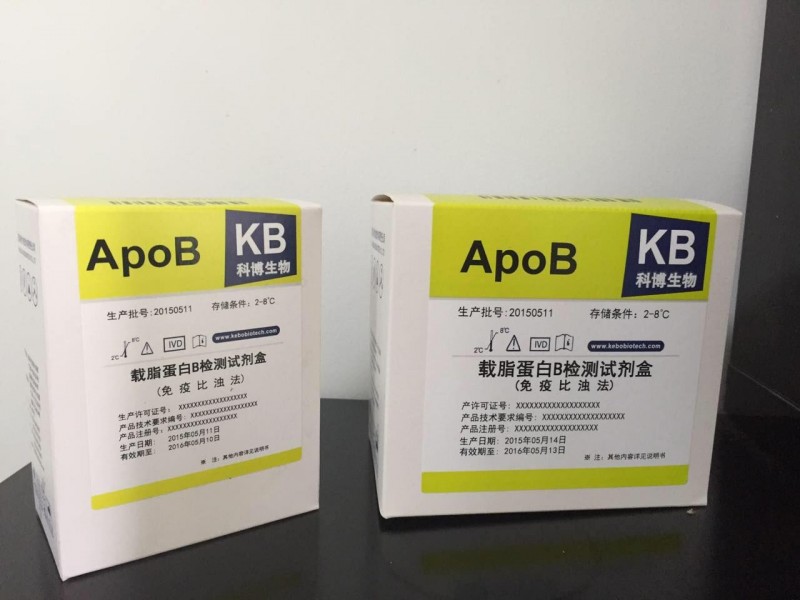 ApoB
KB
科博生物
生产批号:20150511 存储条件: 2-8℃
2℃ 8℃ IVD www.kebobiotech.com
载脂蛋白B检测试剂盒
(免疫比浊法)
生产许可证号: XXXXXXXXXXXXXXXXXXX
产品技术要求编号: XXXXXXXXXXXXXXXXXXX
产品注册号: XXXXXXXXXXXXXXXXXXX
生产日期: 2015年05月11日
有效期至: 2016年05月10日
※ 注: 其他内容详见说明书
ApoB
KB
科博生物
生产批号:20150511 存储条件: 2-8℃
2℃ 8℃ IVD www.kebobiotech.com
载脂蛋白B检测试剂盒
(免疫比浊法)
产许可证号: XXXXXXXXXXXXXXXXXXX
产品技术要求编号: XXXXXXXXXXXXXXXXXXX
产品注册号: XXXXXXXXXXXXXXXXXXX
生产日期: 2015年05月14日
有效期至: 2016年05月13日
※ 注: 其他内容详见说明书